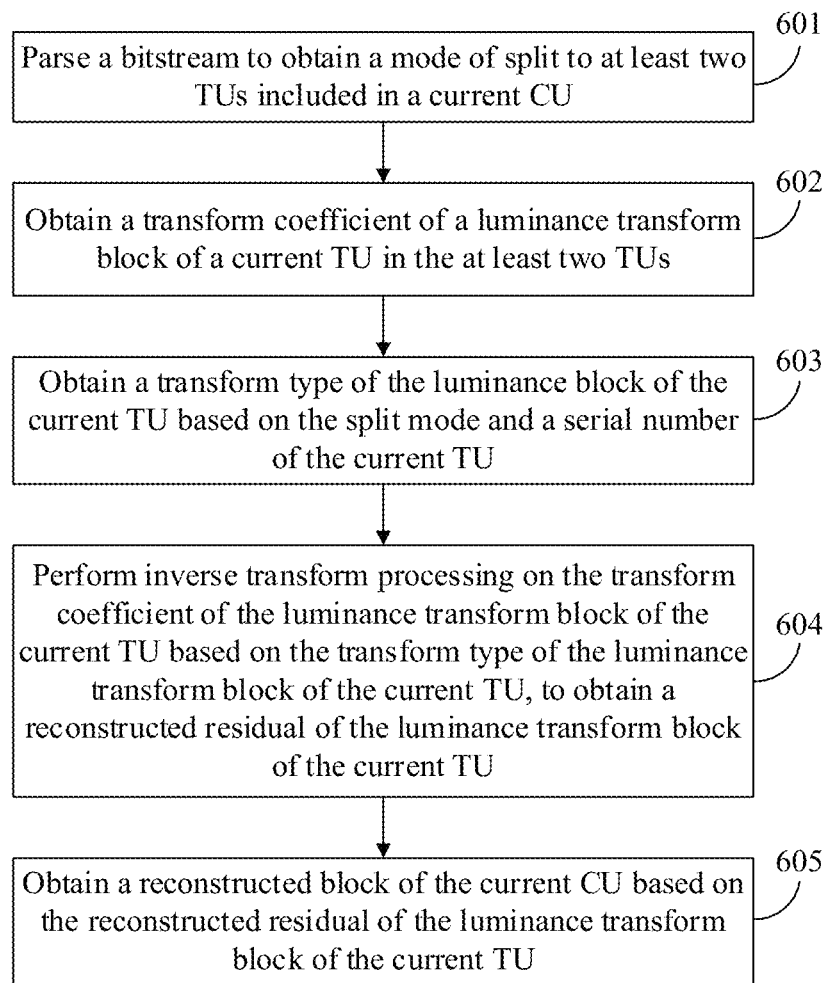 601
Parse a bitstream to obtain a mode of split to at least two
TUs included in a current CU
602
Obtain a transform coefficient of a luminance transform
block of a current TU in the at least two TUs
603
Obtain a transform type of the luminance block of the
current TU based on the split mode and a serial number
of the current TU
604
Perform inverse transform processing on the transform
coefficient of the luminance transform block of the
current TU based on the transform type of the luminance
transform block of the current TU, to obtain a
reconstructed residual of the luminance transform block
of the current TU
605
Obtain a reconstructed block of the current CU based on
the reconstructed residual of the luminance transform
block of the current TU